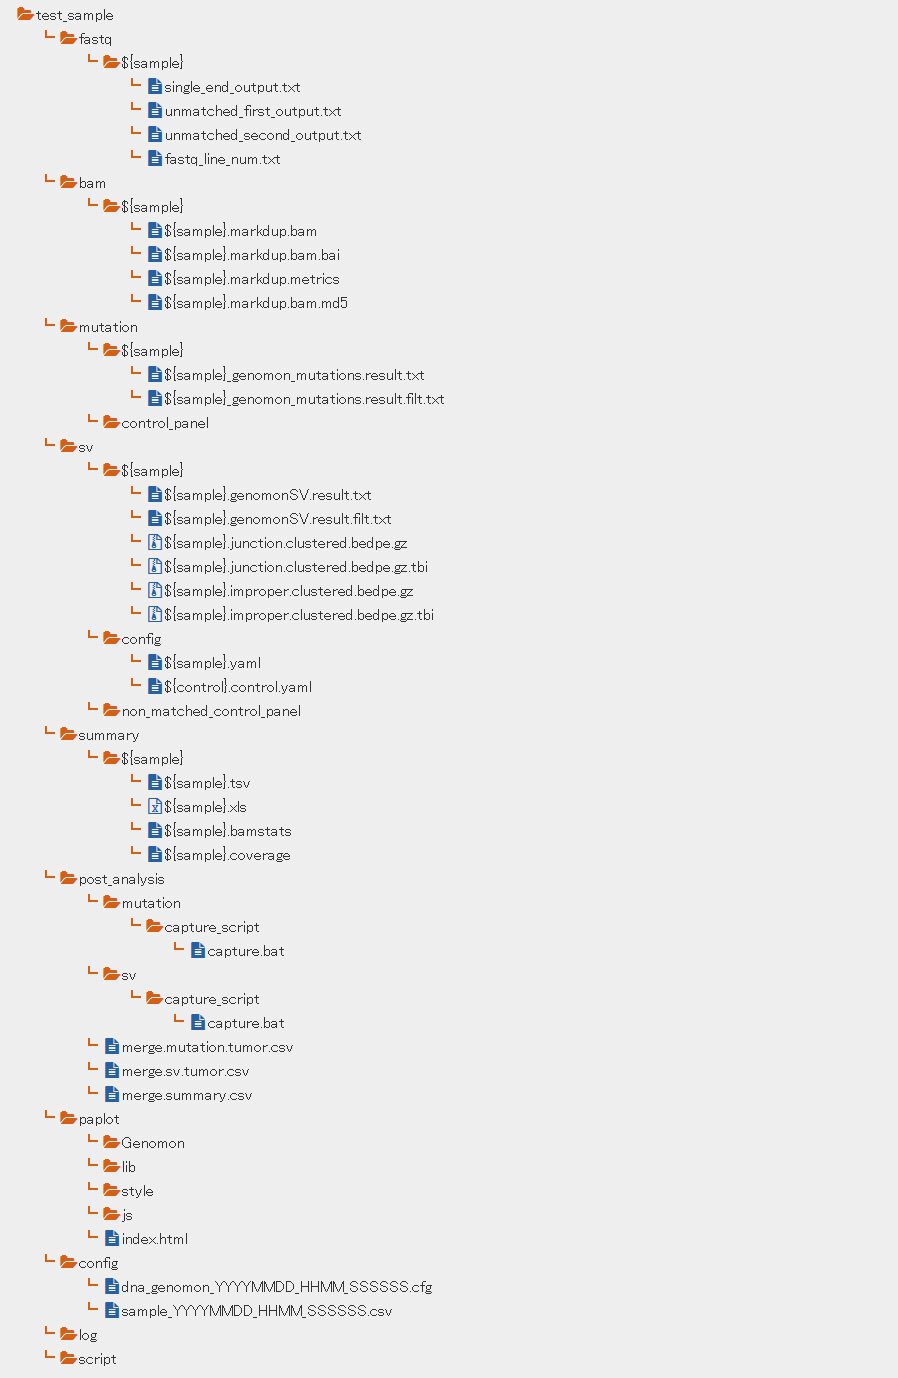 test_sample
fastq
${sample}
single_end_output.txt
unmatched_first_output.txt
unmatched_second_output.txt
fastq_line_num.txt
bam
${sample}
${sample}.markdup.bam
${sample}.markdup.bam.bai
${sample}.markdup.metrics
${sample}.markdup.bam.md5
mutation
${sample}
${sample}_genomon_mutations.result.txt
${sample}_genomon_mutations.result.filt.txt
control_panel
sv
${sample}
${sample}.genomonSV.result.txt
${sample}.genomonSV.result.filt.txt
${sample}.junction.clustered.bedpe.gz
${sample}.junction.clustered.bedpe.gz.tbi
${sample}.improper.clustered.bedpe.gz
${sample}.improper.clustered.bedpe.gz.tbi
config
${sample}.yaml
${control}.control.yaml
non_matched_control_panel
summary
${sample}
${sample}.tsv
${sample}.xls
${sample}.bamstats
${sample}.coverage
post_analysis
mutation
capture_script
capture.bat
sv
capture_script
capture.bat
merge.mutation.tumor.csv
merge.sv.tumor.csv
merge.summary.csv
paplot
Genomon
lib
style
js
index.html
config
dna_genomon_YYYYMMDD_HHMM_SSSSSS.cfg
sample_YYYYMMDD_HHMM_SSSSSS.csv
log
script